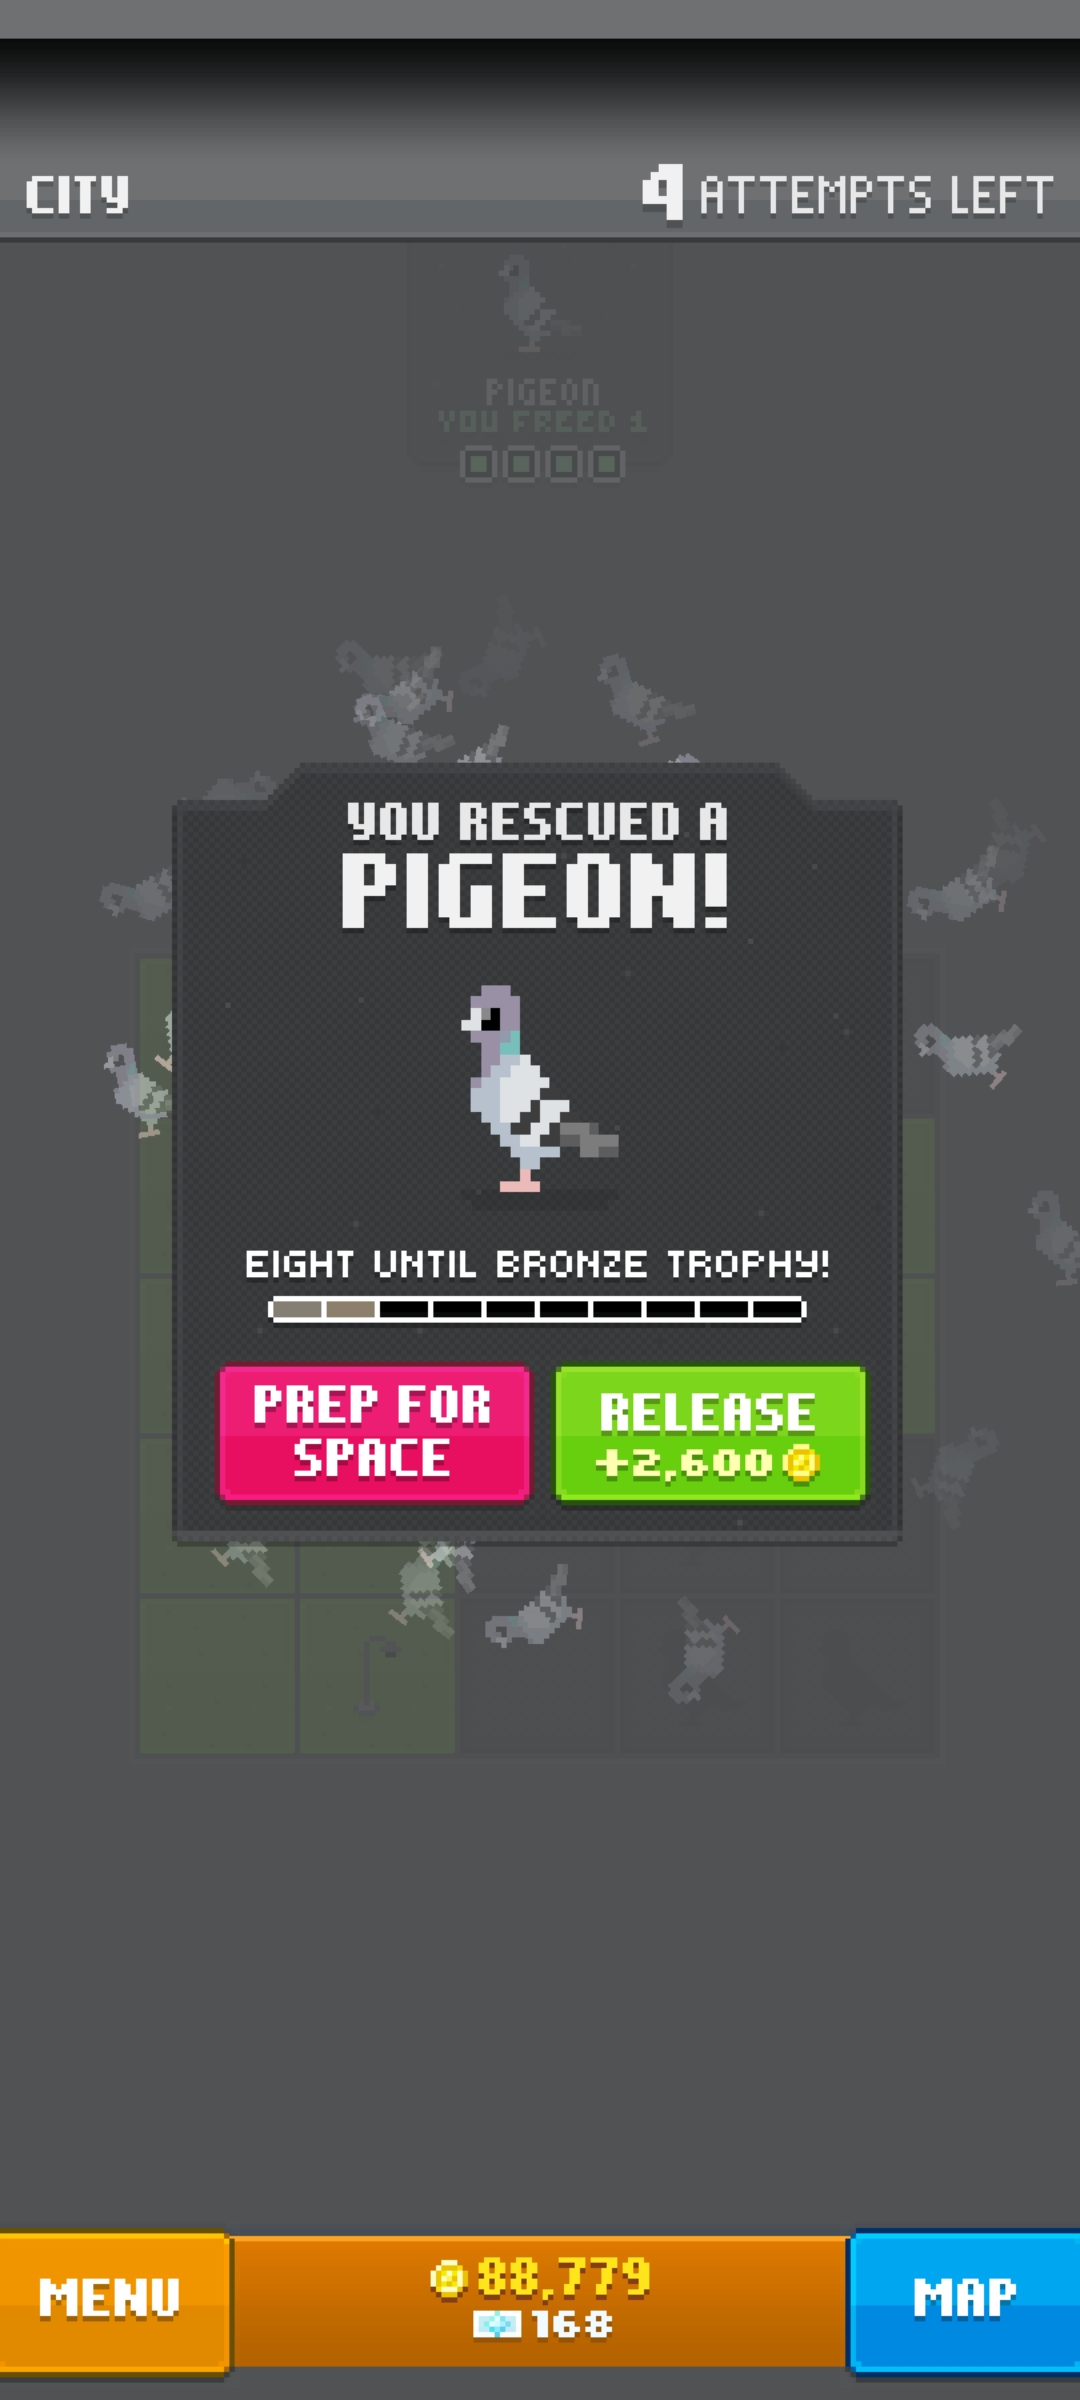 CITY
9 ATTEMPTS LEFT
PIGEON
YOU FREED 1
YOU RESCUED A
PIGEON!
EIGHT UNTIL BRONZE TROPHY!
PREP FOR
SPACE
RELEASE
+2,600
MENU
88,779
168
MAP